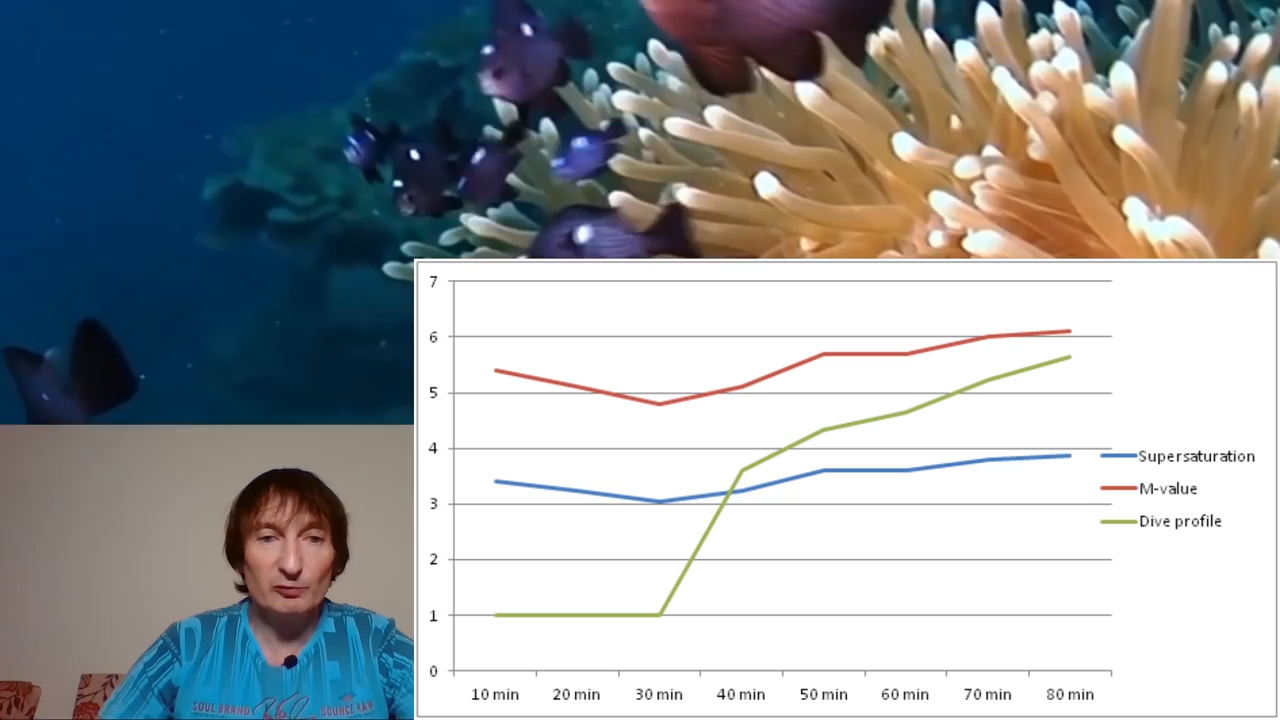 7
6
5
4
3
2
1
0
10 min 20 min 30 min 40 min 50 min 60 min 70 min 80 min
Supersaturation
M-value
Dive profile
SOUL BRAND